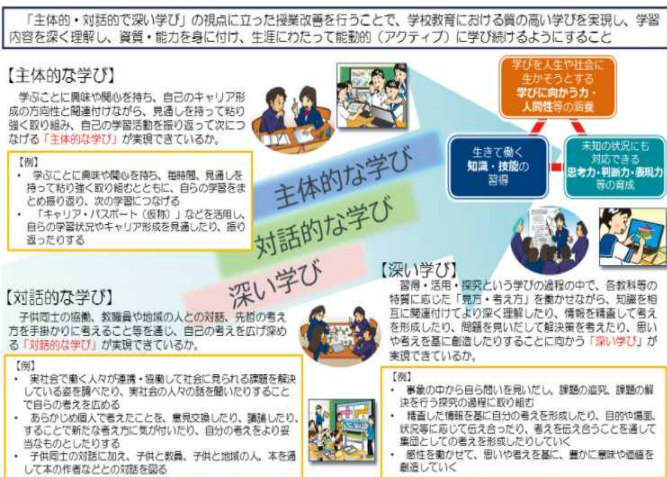 「主体的・対話的で深い学び」の視点に立った授業改善を行うことで、学校教育における質の高い学びを実現し、学習
内容を深く理解し、資質・能力を身に付け、生涯にわたって能動的（アクティブ）に学び続けるようにすること
【主体的な学び】
学ぶことに興味や関心を持ち、自己のキャリア形
成の方向性と関連付けながら、見通しを持って粘り
強く取り組み、自己の学習活動を振り返って次につ
なげる「主体的な学び」が実現できているか。
【例】
・ 学ぶことに興味や関心を持ち、毎時間、見通しを
持って粘り強く取り組むとともに、自らの学習をま
とめ振り返り、次の学習につなげる
・ 「キャリア・パスポート（仮称）」などを活用し、
自らの学習状況やキャリア形成を見通したり、振り
返ったりする
学びを人生や社会に
生かそうとする
学びに向かう力・
人間性等の涵養
生きて働く
知識・技能の
習得
未知の状況にも
対応できる
思考力・判断力・表現力
等の育成
主体的な学び
対話的な学び
深い学び
【対話的な学び】
子供同士の協働、教職員や地域の人との対話、先哲の考え
方を手掛かりに考えること等を通じ、自己の考えを広げ深め
る「対話的な学び」が実現できているか。
【例】
・ 実社会で働く人々が連携・協働して社会に見られる課題を解決
している姿を調べたり、実社会の人々の話を聞いたりすること
で自らの考えを広める
・ あらかじめ個人で考えたことを、意見交換したり、議論したり、
することで新たな考え方に気が付いたり、自分の考えをより妥
当なものとしたりする
・ 子供同士の対話に加え、子供と教員、子供と地域の人、本を通
して本の作者などとの対話を図る
【深い学び】
習得・活用・探究という学びの過程の中で、各教科等の
特質に応じた「見方・考え方」を働かせながら、知識を相
互に関連付けてより深く理解したり、情報を精査して考え
を形成したり、問題を見いだして解決策を考えたり、思い
や考えを基に創造したりすることに向かう「深い学び」が
実現できているか。
【例】
・ 事象の中から自ら問いを見いだし、課題の追究、課題の解
決を行う探究の過程に取り組む
・ 精査した情報を基に自分の考えを形成したり、目的や場面、
状況等に応じて伝え合ったり、考えを伝え合うことを通して
集団としての考えを形成したりしていく
・ 感性を働かせて、思いや考えを基に、豊かに意味や価値を
創造していく